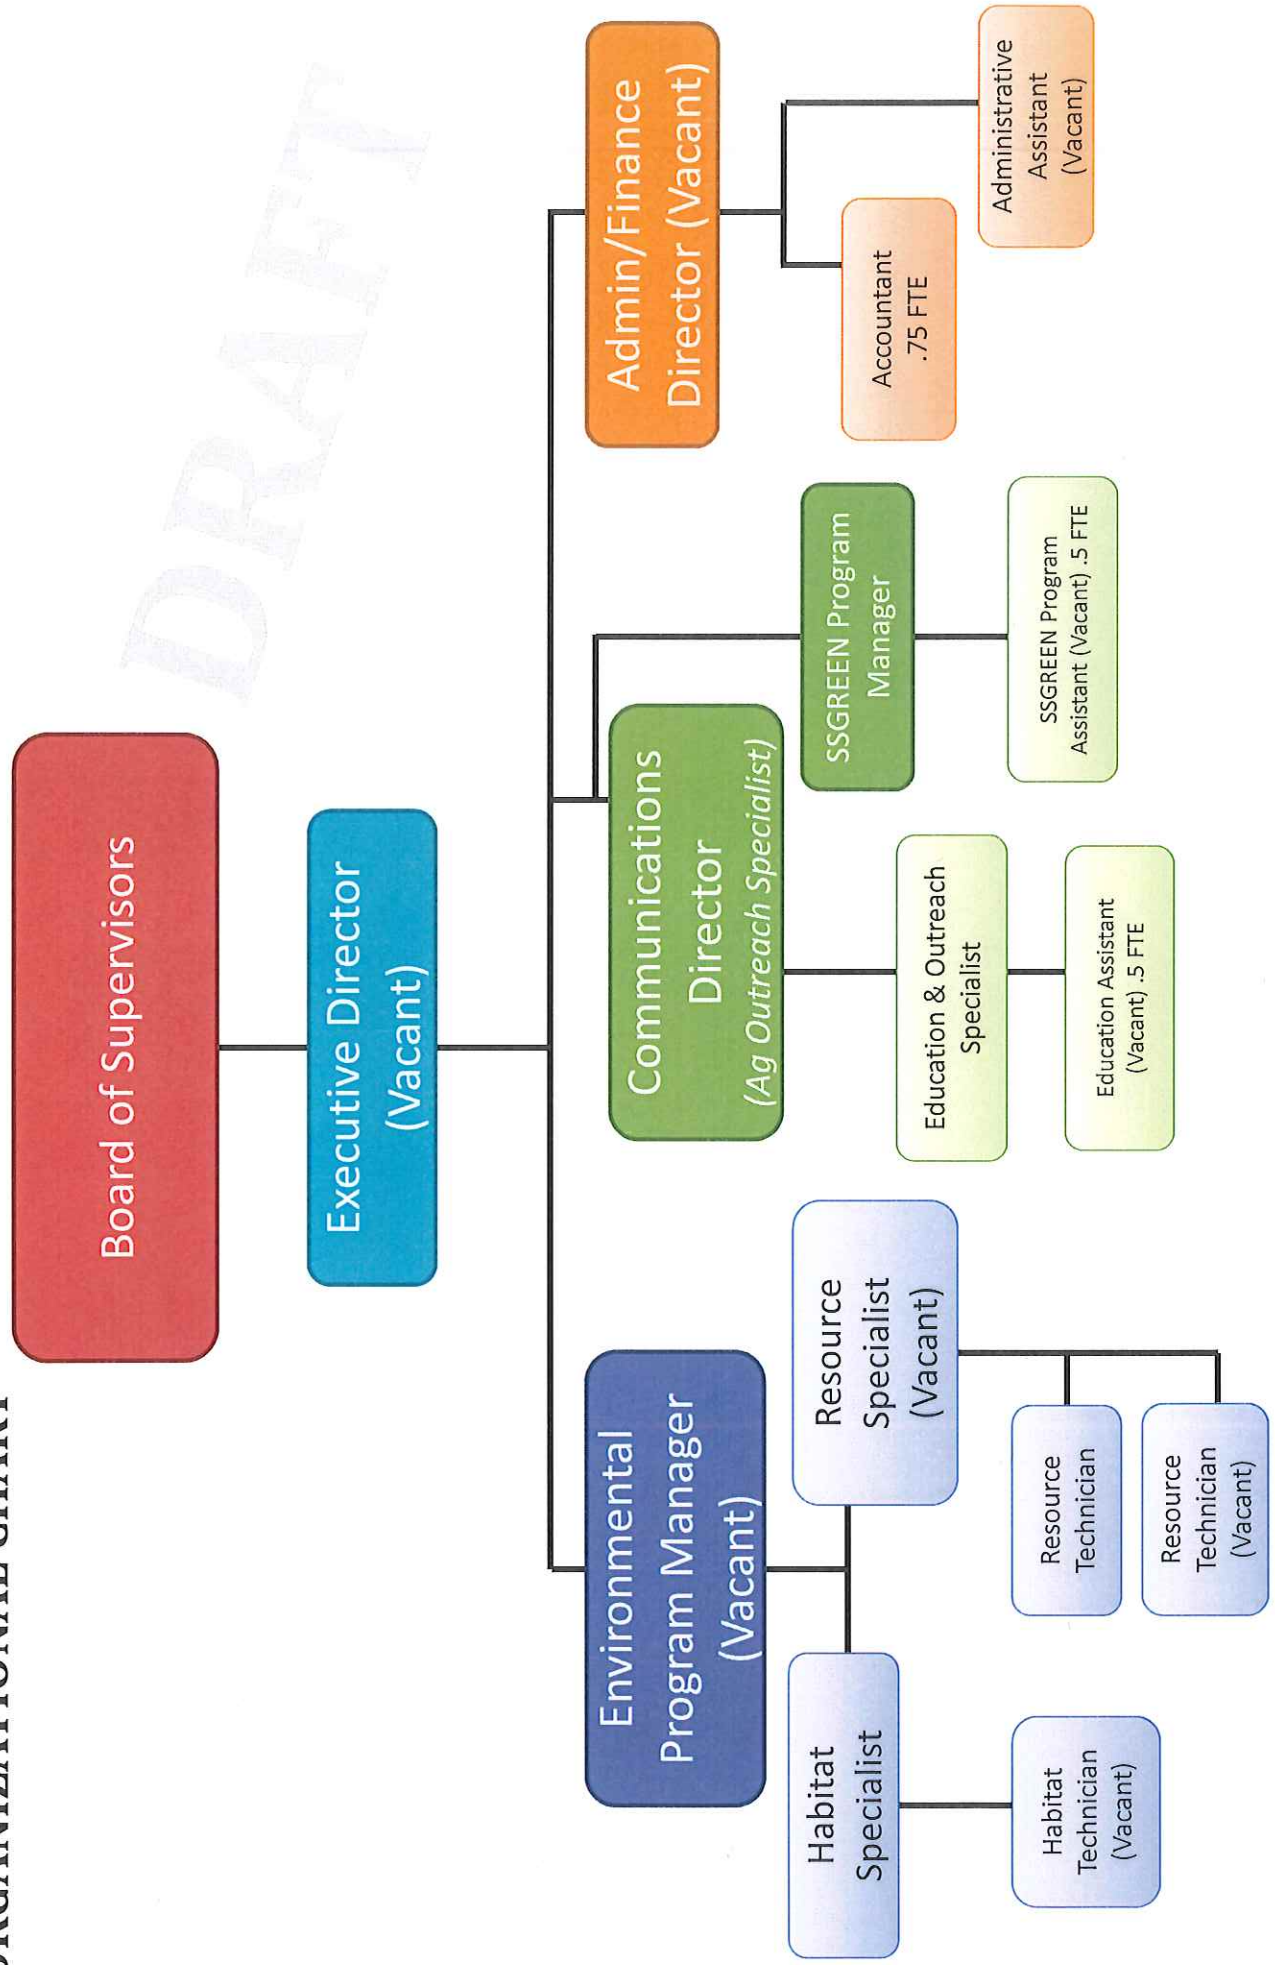 ORGANIZATIONAL CHART
DRAFT
Board of Supervisors
Executive Director
(Vacant)
Environmental
Program Manager
(Vacant)
Habitat
Specialist
Habitat
Technician
(Vacant)
Resource
Specialist
(Vacant)
Resource
Technician
Resource
Technician
(Vacant)
Communications
Director
(Ag Outreach Specialist)
Education & Outreach
Specialist
Education Assistant
(Vacant) .5 FTE
SSGREEN Program
Manager
SSGREEN Program
Assistant (Vacant) .5 FTE
Admin/Finance
Director (Vacant)
Accountant
.75 FTE
Administrative
Assistant
(Vacant)